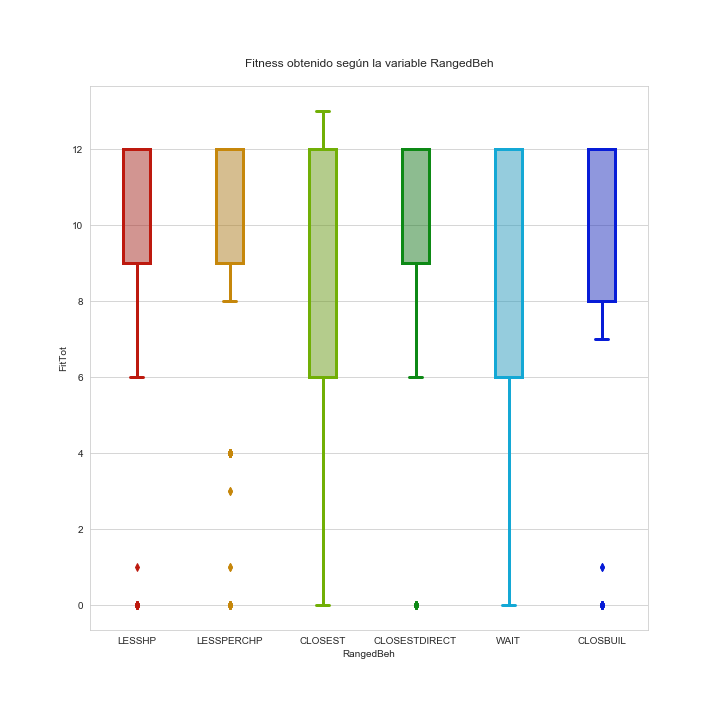 Fitness obtenido según la variable RangedBeh
12
10
8
6
4
2
0
FitTot
LESSHP LESSPERCHP CLOSEST CLOSESTDIRECT WAIT CLOSBUIL
RangedBeh